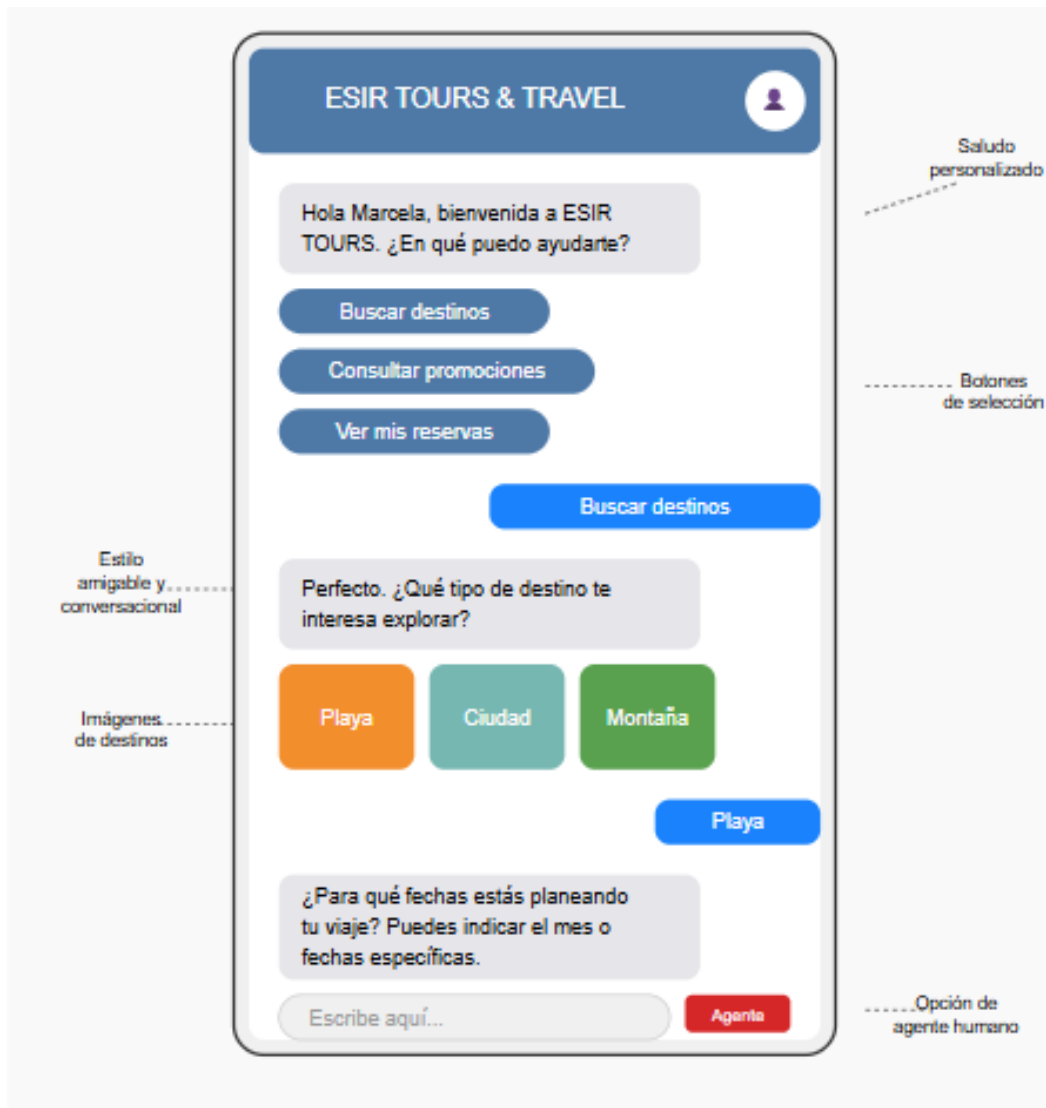 ESIR TOURS & TRAVEL
Saludo
personalizado
Hola Marcela, bienvenida a ESIR
TOURS. ¿En qué puedo ayudarte?
Buscar destinos
Consultar promociones
Botones
de selección
Ver mis reservas
Buscar destinos
Estilo
amigable y
conversacional
Perfecto. ¿Qué tipo de destino te
interesa explorar?
Imágenes
de destinos
Playa
Ciudad
Montaña
Playa
¿Para qué fechas estás planeando
tu viaje? Puedes indicar el mes o
fechas específicas.
Escribe aquí...
Agente
Opción de
agente humano